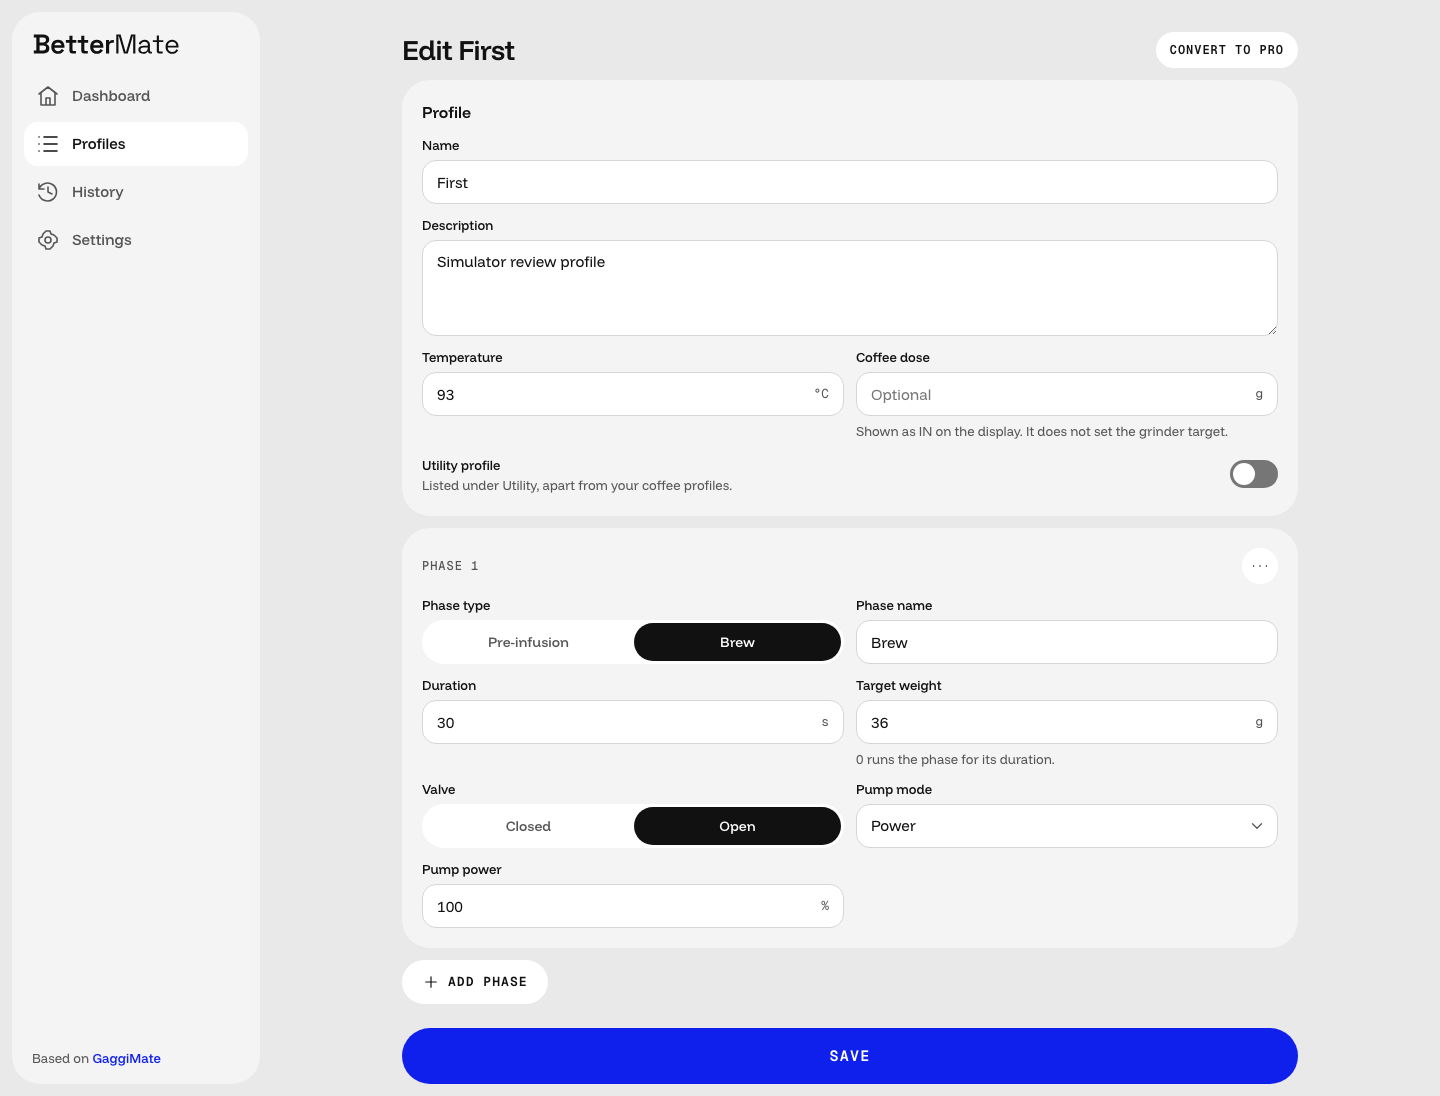 BetterMate
Dashboard
Profiles
History
Settings
Based on GaggiMate
Edit First
CONVERT TO PRO
Profile
Name
First
Description
Simulator review profile
Temperature
Coffee dose
93 °C
Optional g
Shown as IN on the display. It does not set the grinder target.
Utility profile
Listed under Utility, apart from your coffee profiles.
PHASE 1
...
Phase type
Phase name
Pre-infusion Brew
Brew
Duration
Target weight
30 s
36 g
0 runs the phase for its duration.
Valve
Pump mode
Closed Open
Power
Pump power
100 %
+ ADD PHASE
SAVE